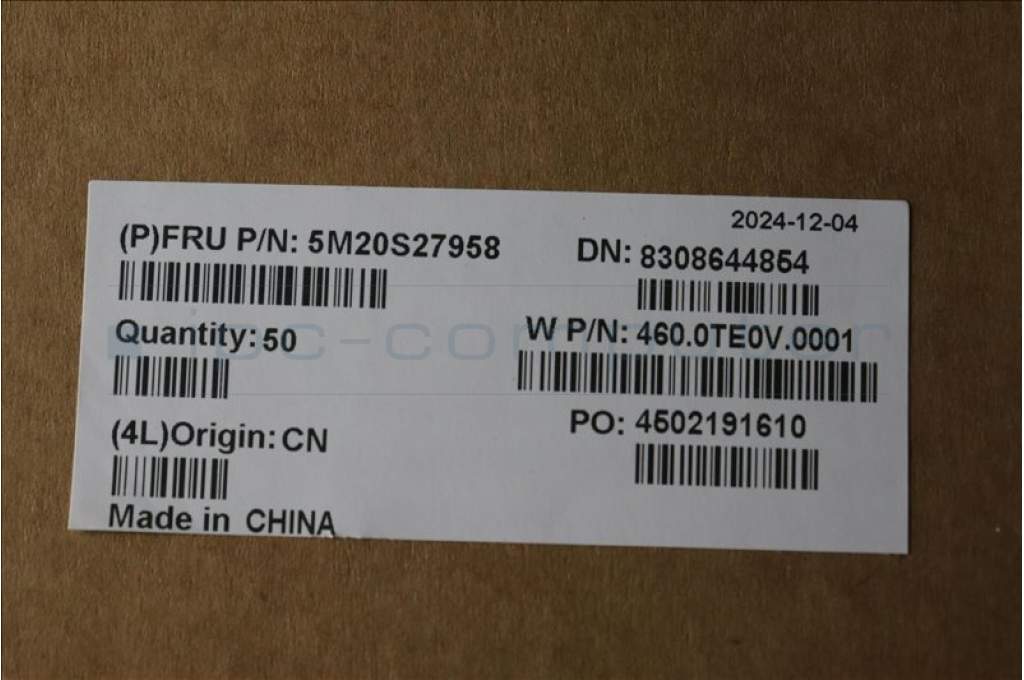 2024-12-04
(P)FRU P/N: 5M20S27958
DN: 8308644854
Quantity: 50
W P/N: 460.0TE0V.0001
(4L)Origin: CN
PO: 4502191610
Made in CHINA